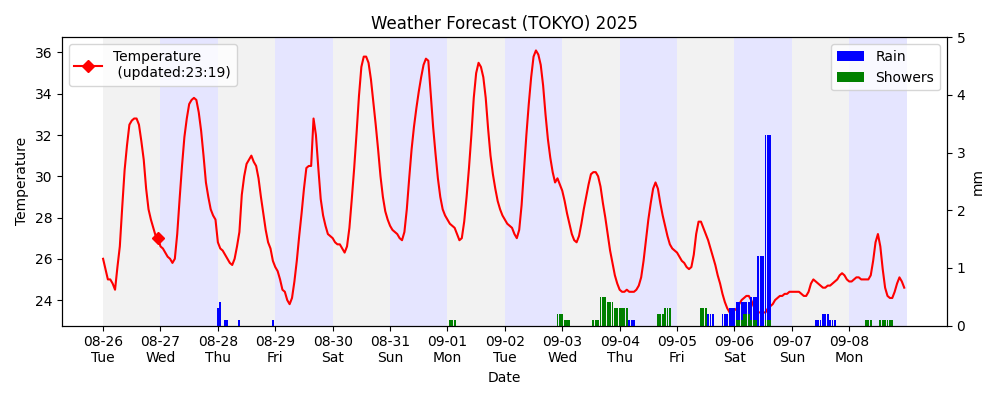 Weather Forecast (TOKYO) 2025
Temperature
(updated:23:19)
Rain
Showers
Temperature
36
34
32
30
28
26
24
5
4
3
2
1
0
mm
08-26 08-27 08-28 08-29 08-30 08-31 09-01 09-02 09-03 09-04 09-05 09-06 09-07 09-08
Tue Wed Thu Fri Sat Sun Mon Tue Wed Thu Fri Sat Sun Mon
Date